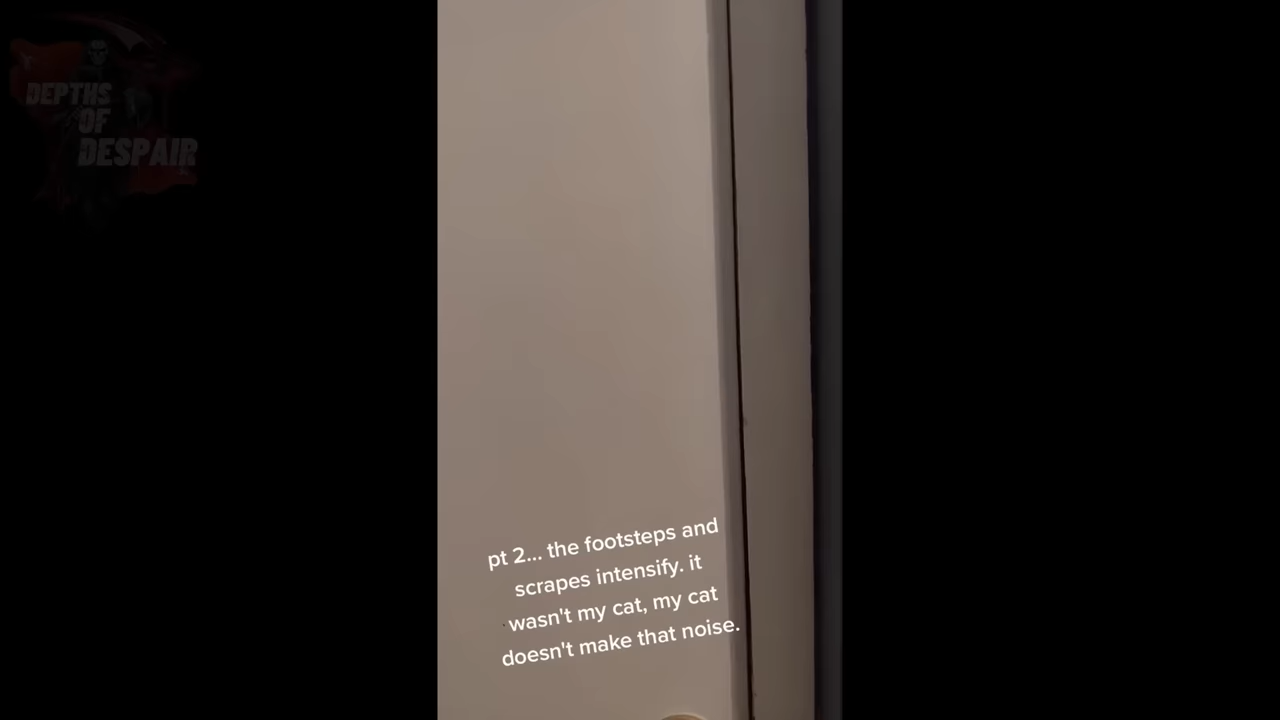 DEPTHS
OF
DESPAIR
pt 2... the footsteps and
scrapes intensify. it
wasn't my cat, my cat
doesn't make that noise.